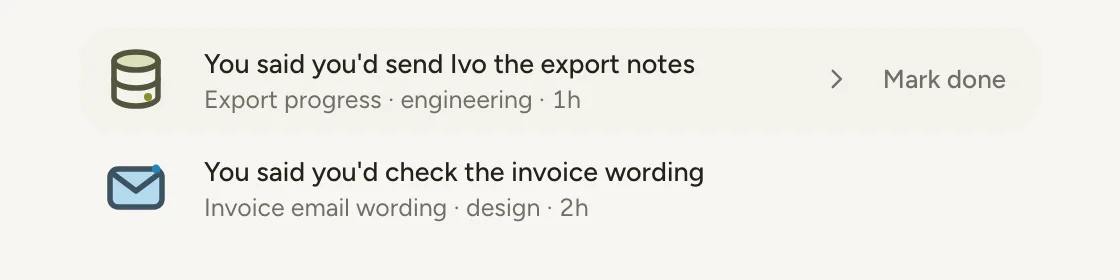 You said you'd send Ivo the export notes
Export progress · engineering · 1h
Mark done
You said you'd check the invoice wording
Invoice email wording · design · 2h